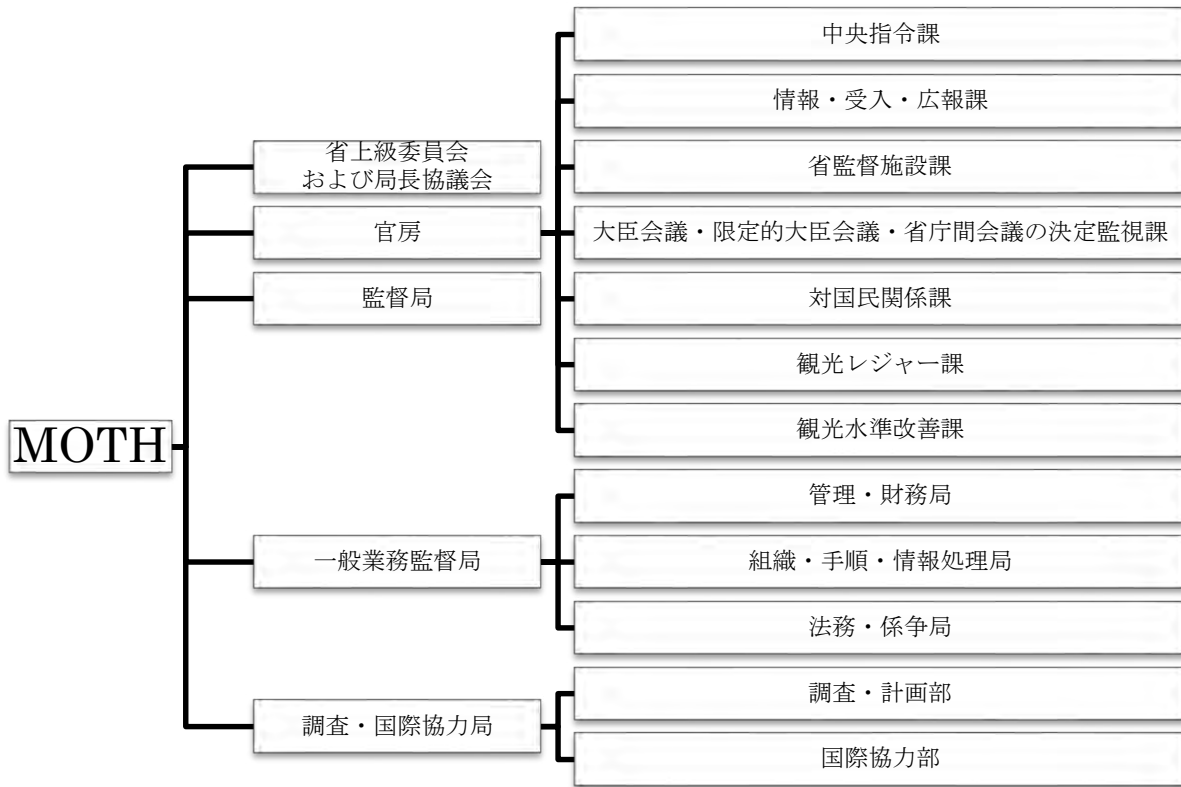 MOTH
省上級委員会
および局長協議会
官房
中央指令課
情報・受入・広報課
省監督施設課
大臣会議・限定的大臣会議・省庁間会議の決定監視課
対国民関係課
観光レジャー課
観光水準改善課
監督局
一般業務監督局
管理・財務局
組織・手順・情報処理局
法務・係争局
調査・国際協力局
調査・計画部
国際協力部